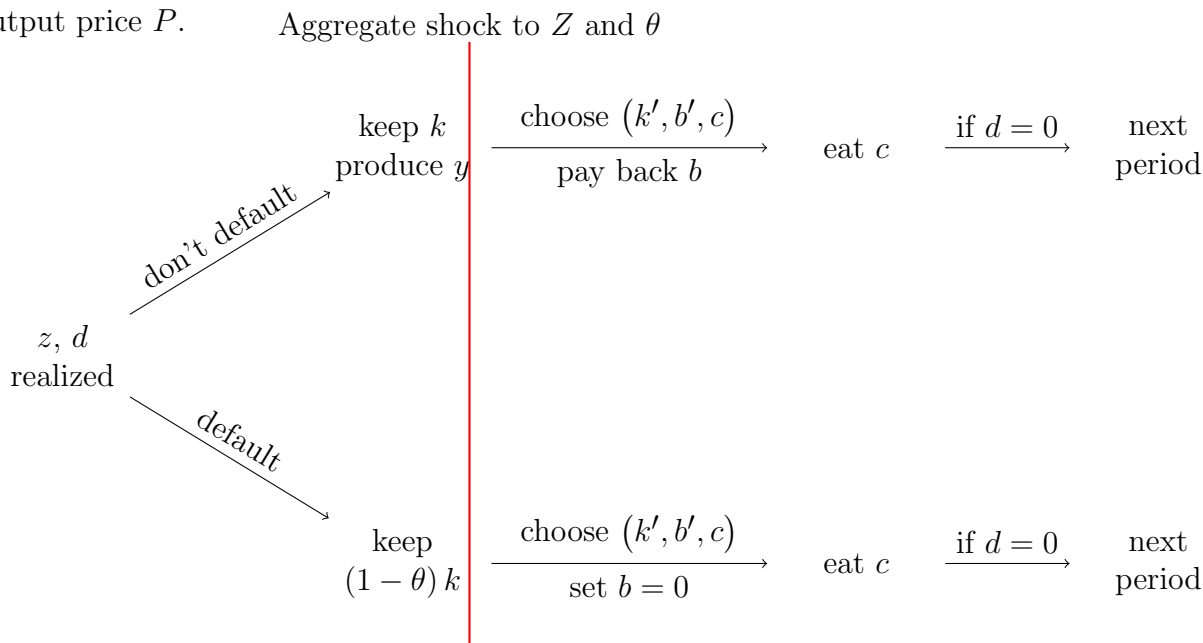 utput price P.
Aggregate shock to Z and θ
keep k
produce y
choose (k′, b′, c)
pay back b
eat c
if d = 0
next
period
don't default
z, d
realized
default
keep
(1 − θ) k
choose (k′, b′, c)
set b = 0
eat c
if d = 0
next
period